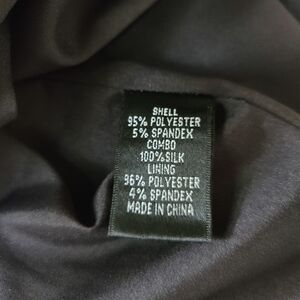 SHELL
95% POLYESTER
5% SPANDEX
COMBO
100%SILK
LINING
96% POLYESTER
4% SPANDEX
MADE IN CHINA